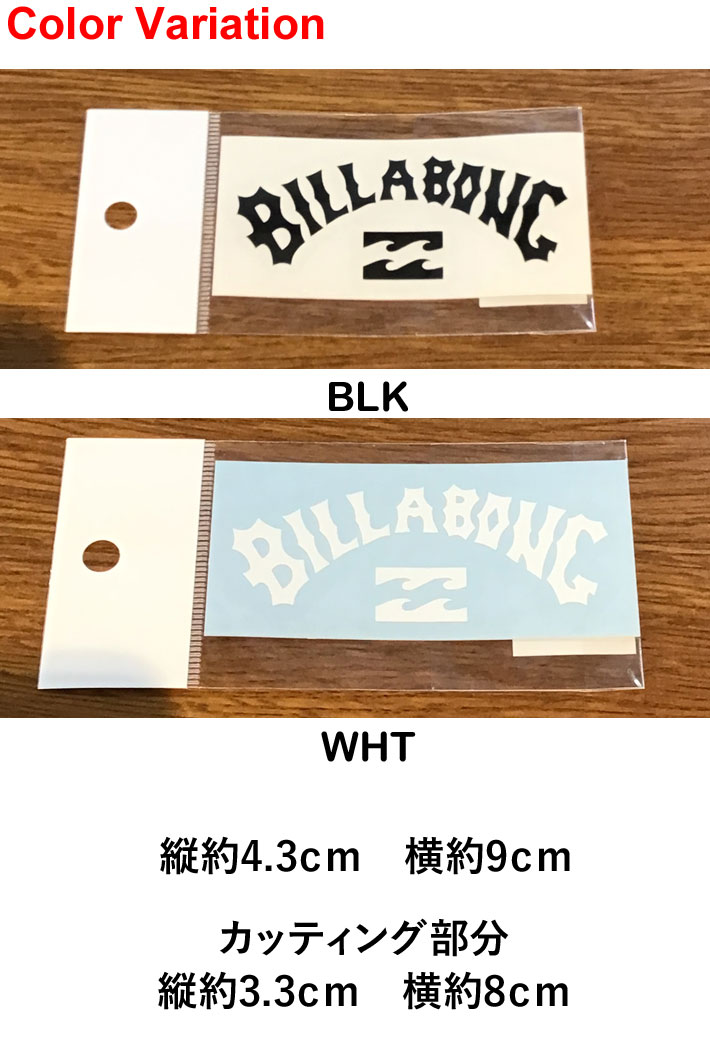 Color Variation
BILLABONG
BLK
BILLABONG
WHT
縦約4.3cm　横約9cm
カッティング部分
縦約3.3cm　横約8cm